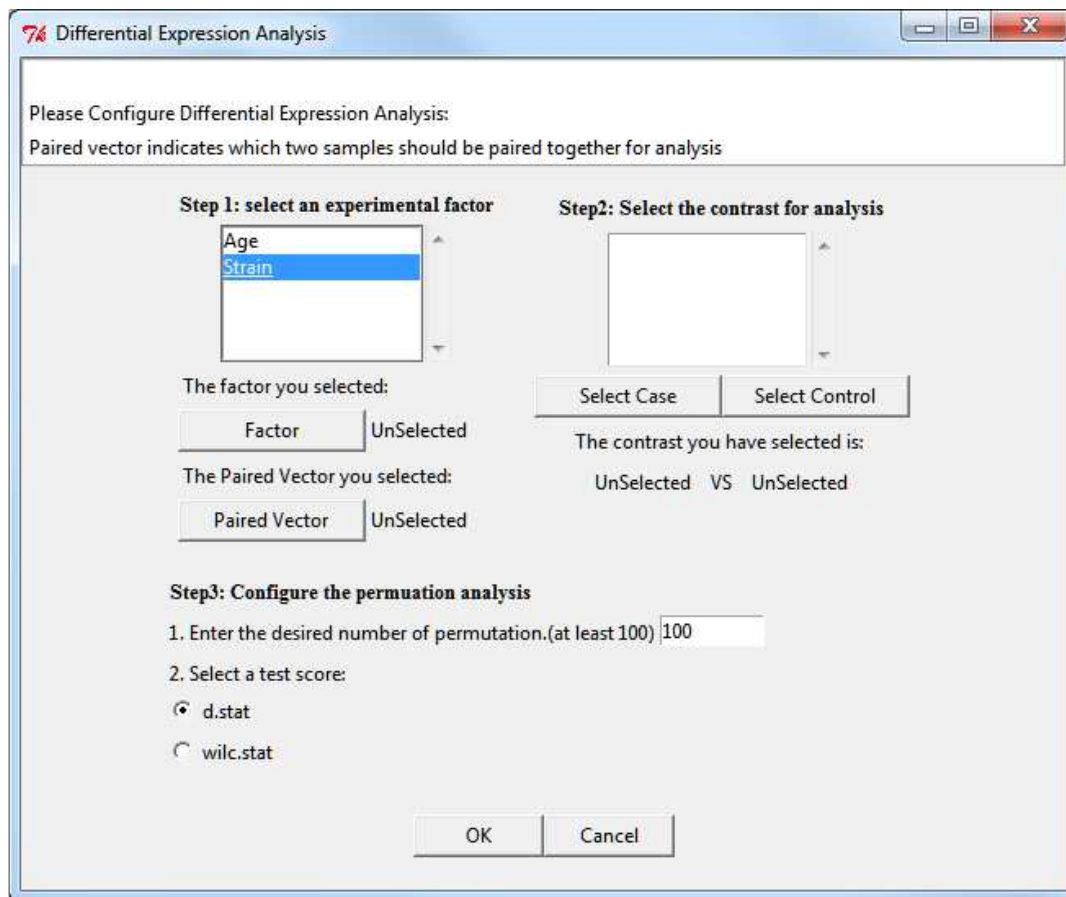 Differential Expression Analysis
Please Configure Differential Expression Analysis:
Paired vector indicates which two samples should be paired together for analysis
Step 1: select an experimental factor
Age
Strain
The factor you selected:
Factor UnSelected
The Paired Vector you selected:
Paired Vector UnSelected
Step2: Select the contrast for analysis
Select Case Select Control
The contrast you have selected is:
UnSelected VS UnSelected
Step3: Configure the permuation analysis
1. Enter the desired number of permutation.(at least 100) 100
2. Select a test score:
d.stat
wilc.stat
OK Cancel